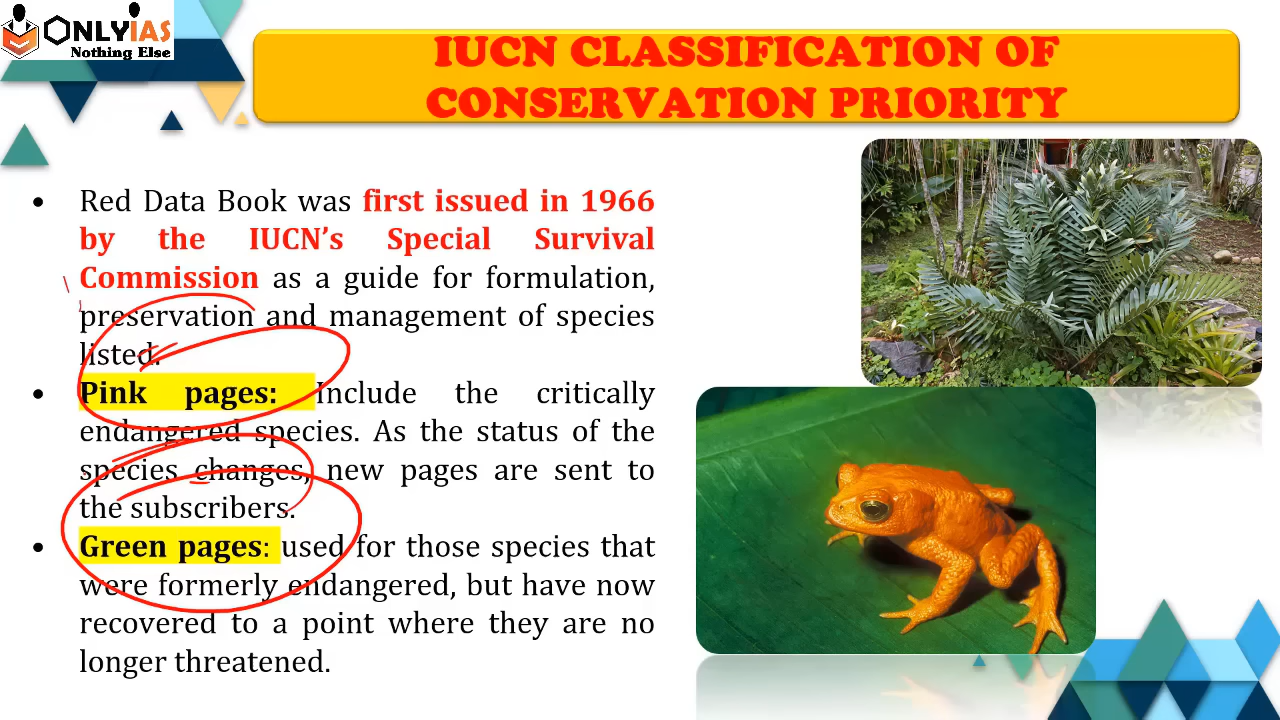 ONLYIAS
Nothing Else
IUCN CLASSIFICATION OF
CONSERVATION PRIORITY
• Red Data Book was first issued in 1966
by the IUCN's Special Survival
Commission as a guide for formulation,
preservation and management of species
listed.
• Pink pages: Include the critically
endangered species. As the status of the
species changes, new pages are sent to
the subscribers.
• Green pages: used for those species that
were formerly endangered, but have now
recovered to a point where they are no
longer threatened.